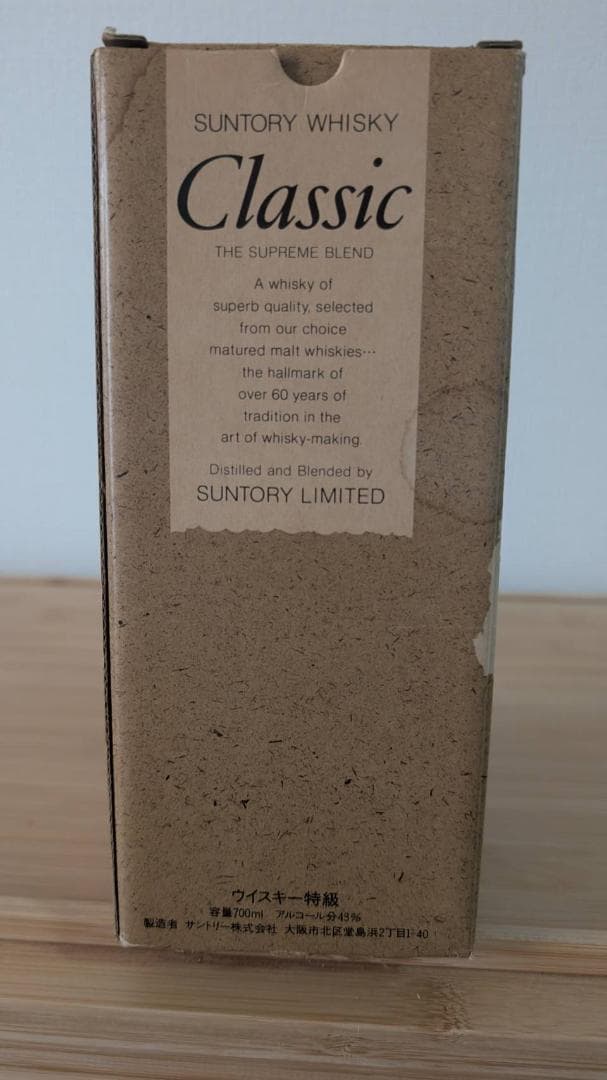 SUNTORY WHISKY
Classic
THE SUPREME BLEND
A whisky of
superb quality, selected
from our choice
matured malt whiskies…
the hallmark of
over 60 years of
tradition in the
art of whisky-making.
Distilled and Blended by
SUNTORY LIMITED
ウイスキー特級
容量700ml アルコール分43%
製造者 サントリー株式会社 大阪市北区堂島浜2丁目1-40